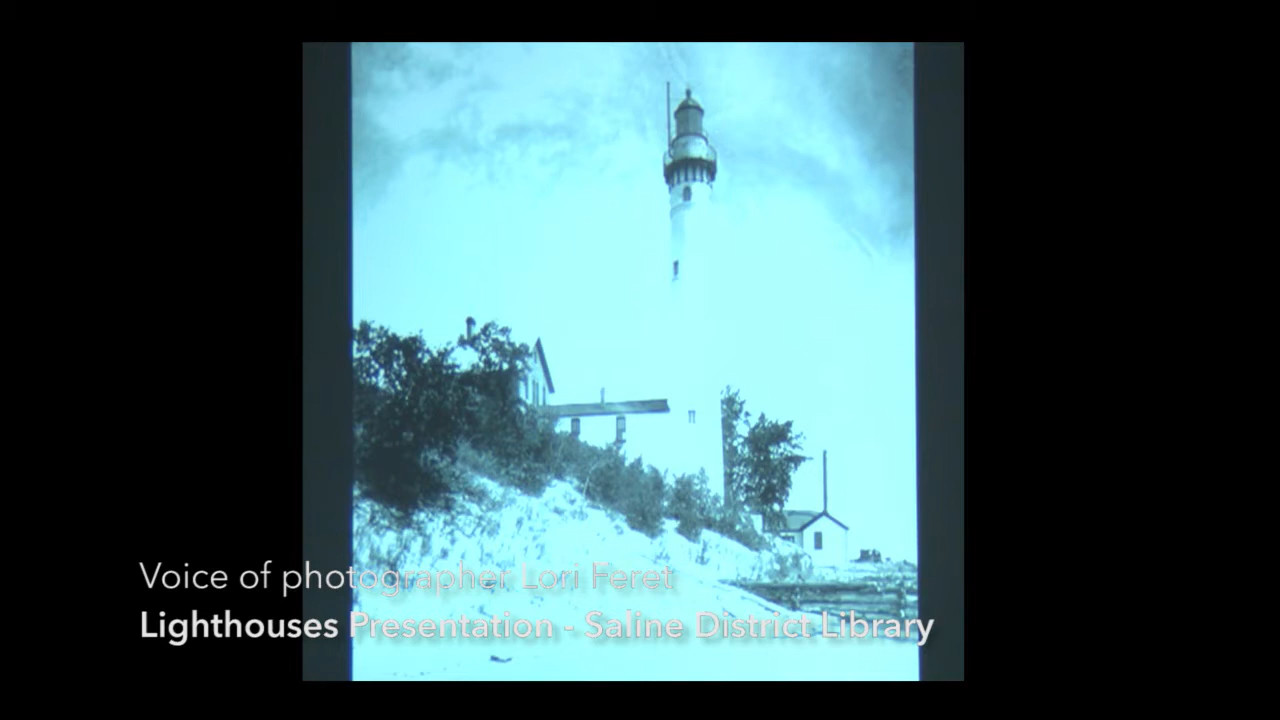 Voice of photographer Lori Feret
Lighthouses Presentation - Saline District Library